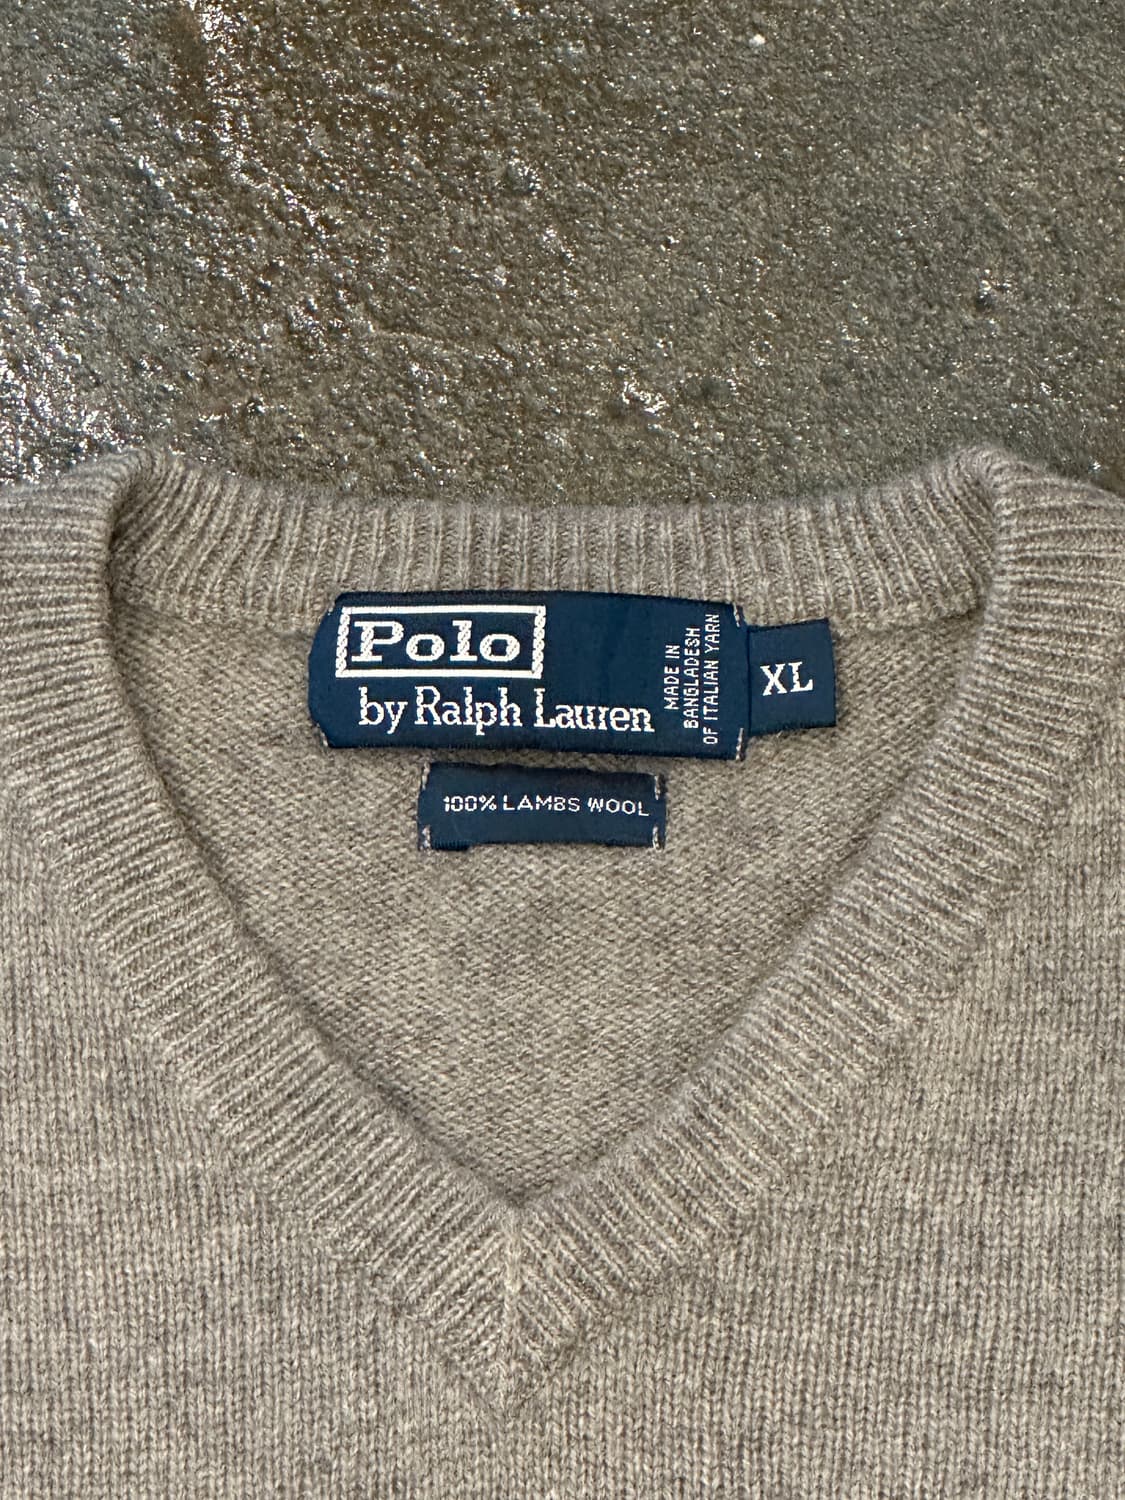 Polo
by Ralph Lauren
MADE IN
BANGLADESH
OF ITALIAN YARN
XL
100% LAMBS WOOL